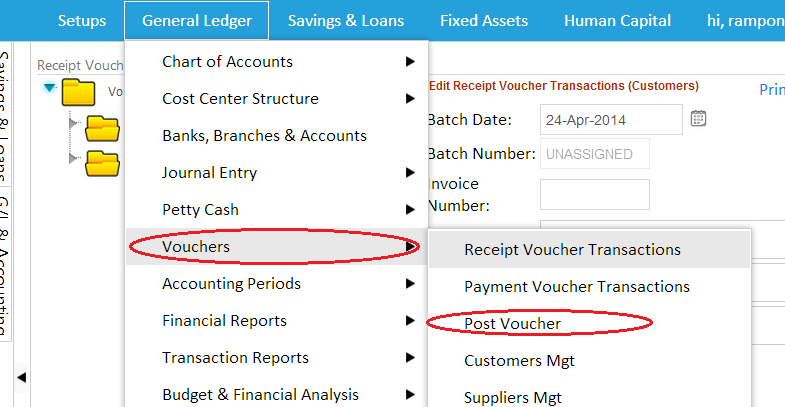 Setups General Ledger Savings & Loans Fixed Assets Human Capital hi, rampon
Savings & Loans
G/L & Accounting
Receipt Vouch
Vo
Chart of Accounts
Cost Center Structure
Banks, Branches & Accounts
Journal Entry
Petty Cash
Vouchers
Accounting Periods
Financial Reports
Transaction Reports
Budget & Financial Analysis
Edit Receipt Voucher Transactions (Customers)
Prin
Batch Date: 24-Apr-2014
Batch Number: UNASSIGNED
Invoice
Number:
Receipt Voucher Transactions
Payment Voucher Transactions
Post Voucher
Customers Mgt
Suppliers Mgt